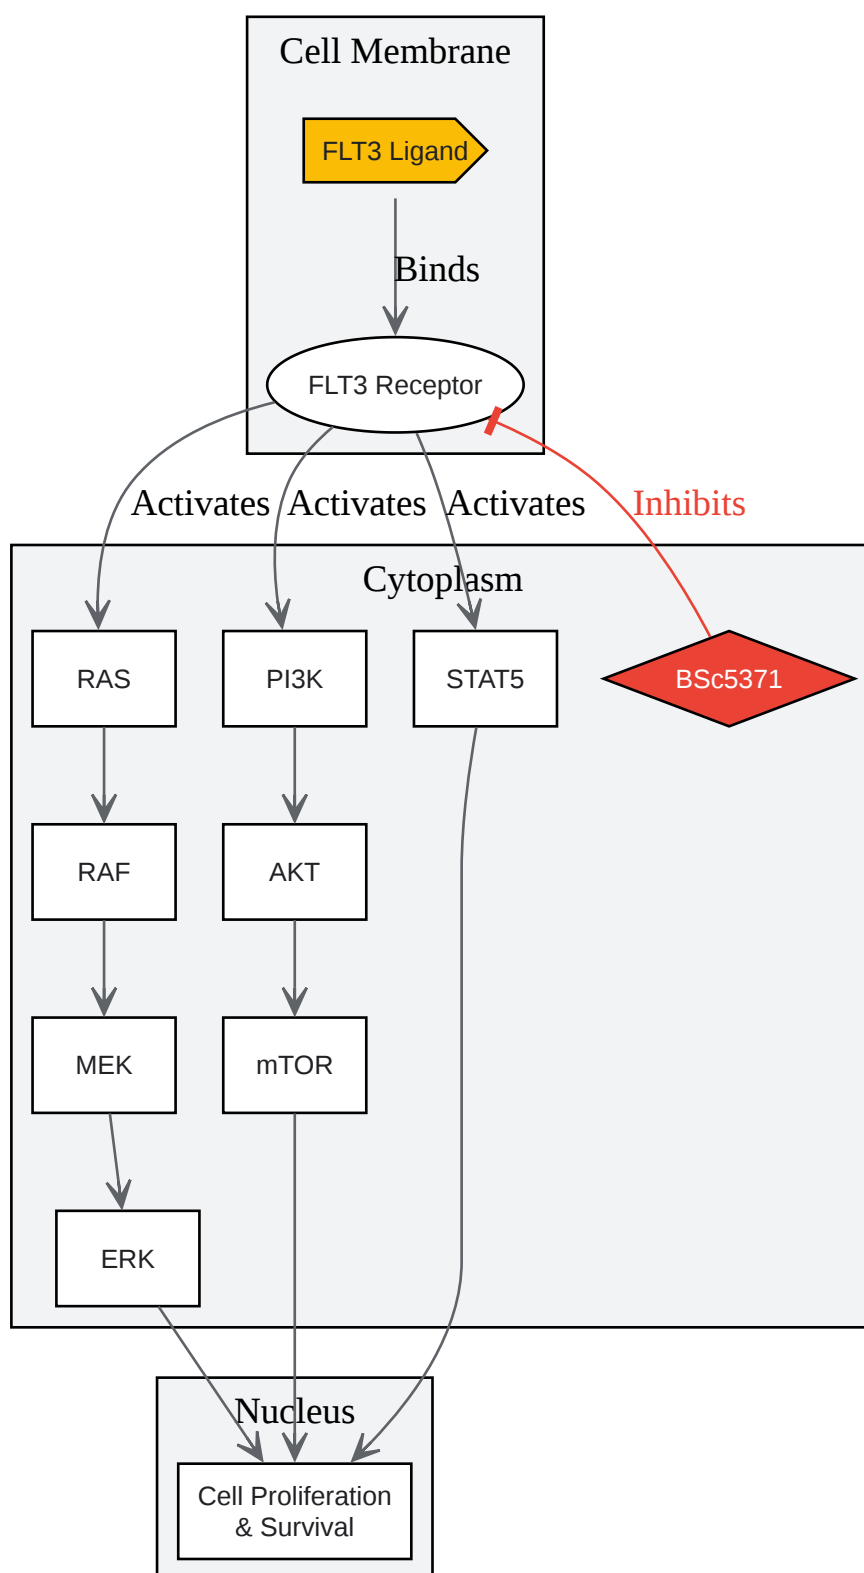 Cell Membrane
FLT3 Ligand
Binds
FLT3 Receptor
Activates
Activates
Activates
Inhibits
Cytoplasm
RAS
PI3K
STAT5
BSc5371
RAF
AKT
MEK
mTOR
ERK
Nucleus
Cell Proliferation
& Survival